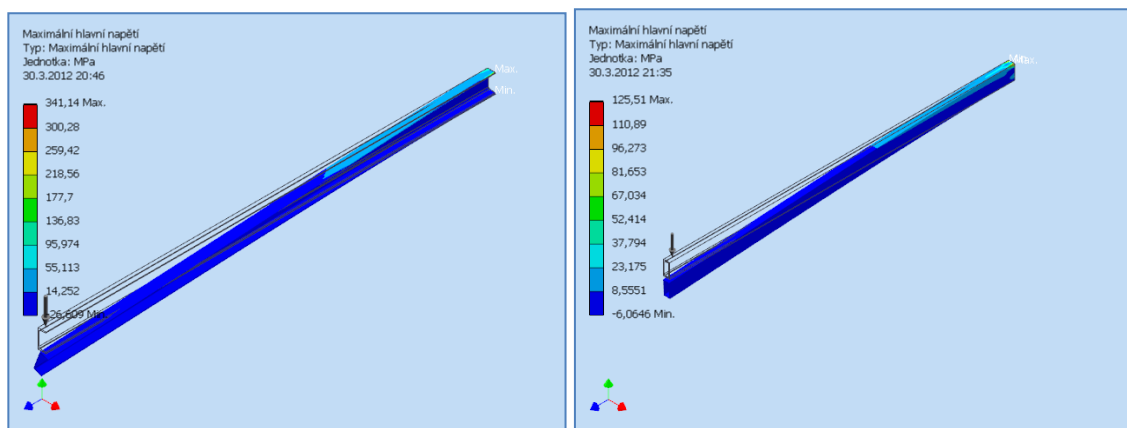 Maximální hlavní napětí
Typ: Maximální hlavní napětí
Jednotka: MPa
30.3.2012 20:46
341,14 Max.
300,28
259,42
218,56
177,7
136,83
95,974
55,113
14,252
-26,609 Min.
Max.
Min.
Maximální hlavní napětí
Typ: Maximální hlavní napětí
Jednotka: MPa
30.3.2012 21:35
125,51 Max.
110,89
96,273
81,653
67,034
52,414
37,794
23,175
8,5551
-6,0646 Min.
Min.
Max.